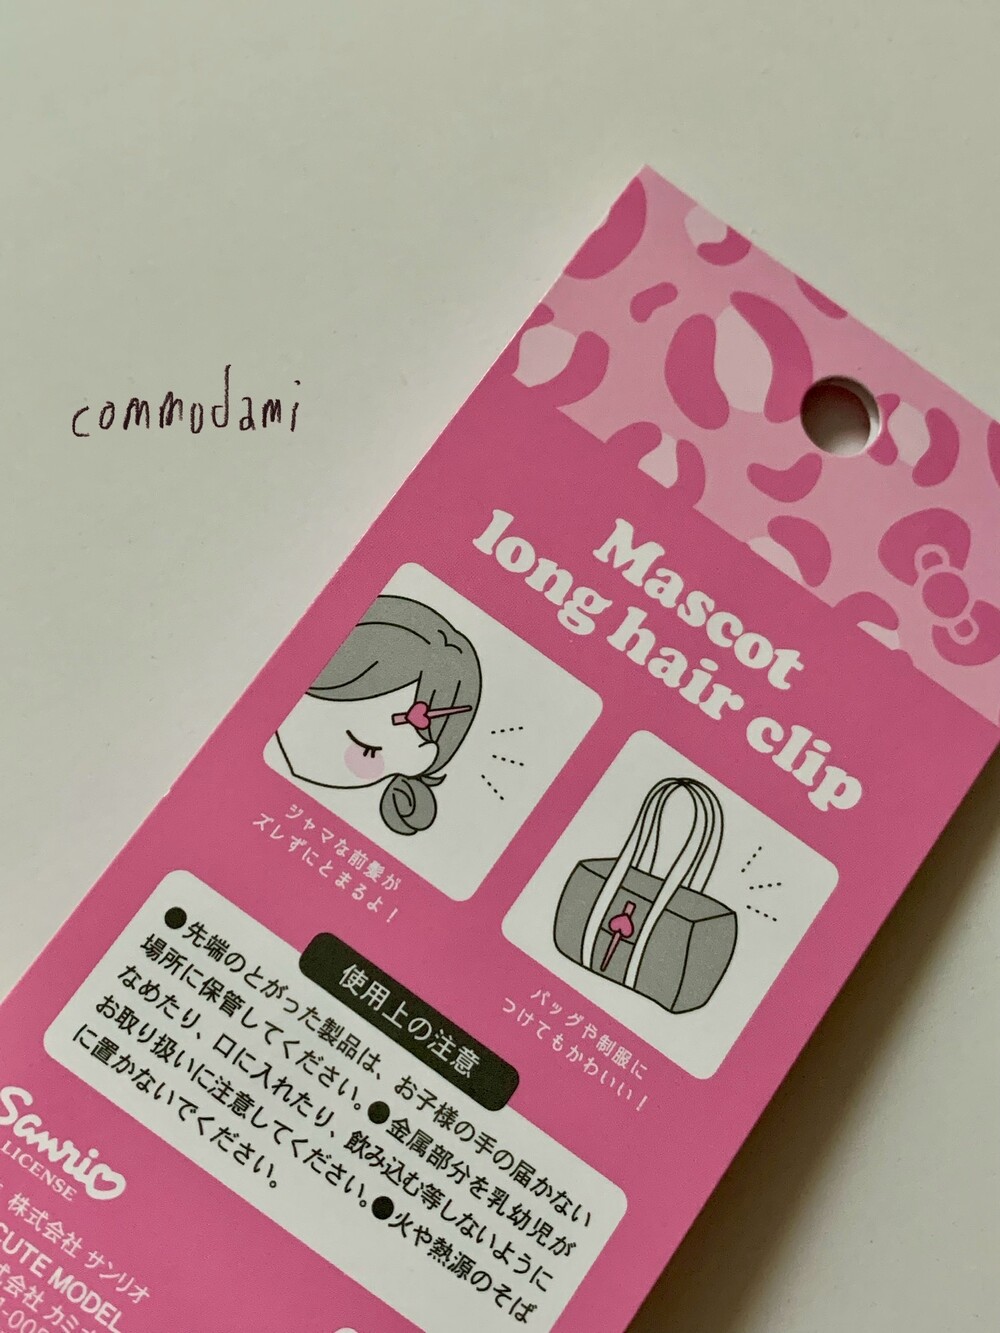 commodami
Mascot
long hair clip
ジャマな前髪が
ズレずにとまるよ！
バッグや制服に
つけてもかわいい！
使用上の注意
●先端のとがった製品は、お子様の手の届かない
場所に保管してください。●金属部分を乳幼児が
なめたり、口に入れたり、飲み込む等しないように
お取り扱いに注意してください。●火や熱源のそば
に置かないでください。
Sanrio
LICENSE
株式会社 サンリオ
CUTE MODEL
式会社 カミ